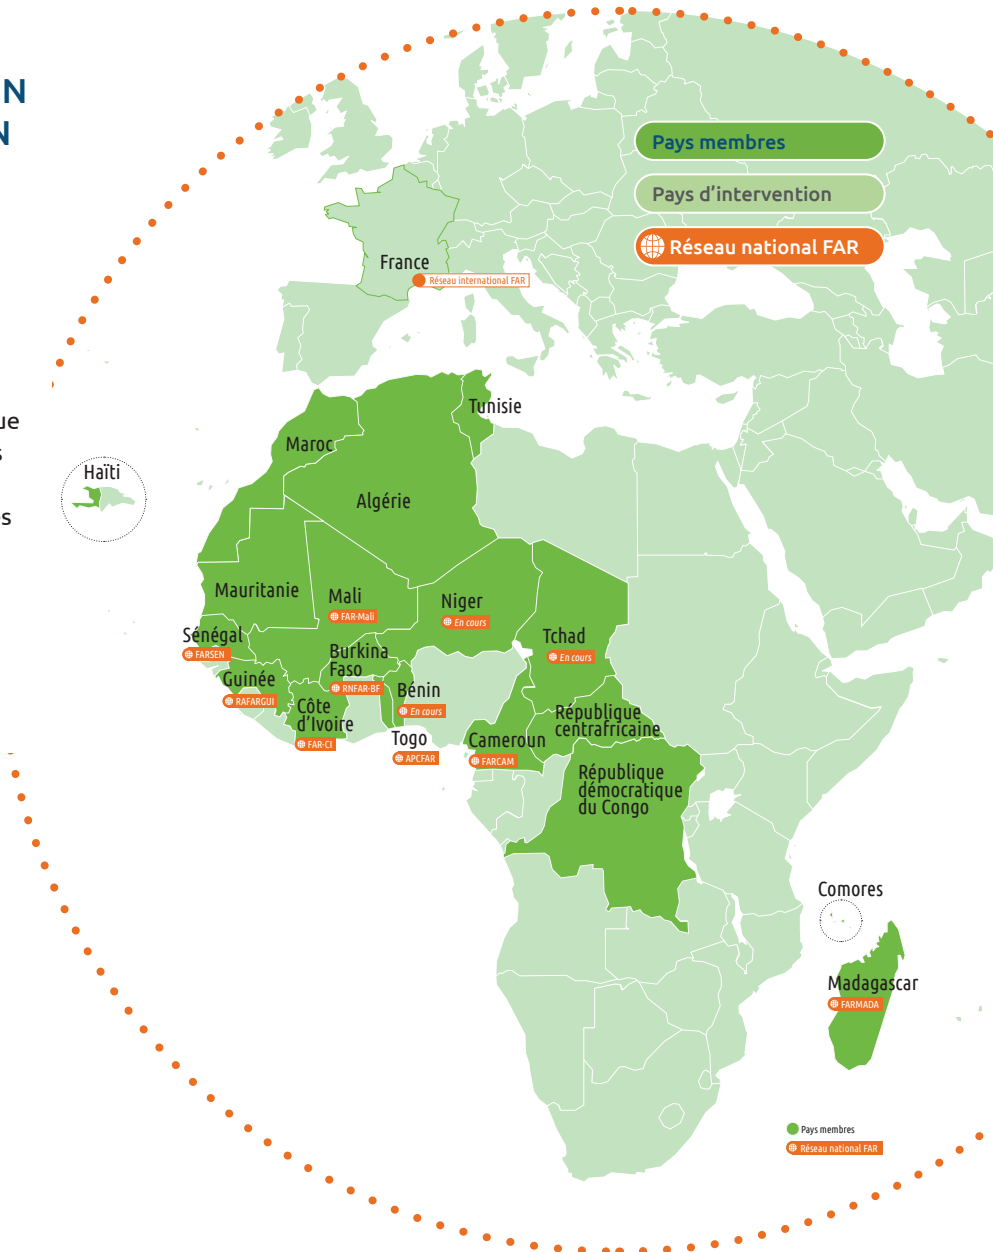 N
N
Pays membres
Pays d'intervention
Réseau national FAR
France
Réseau international FAR
Tunisie
Maroc
ue
s
Haïti
Algérie
es
Mauritanie
Mali
FAR-Mali
Niger
En cours
Sénégal
FARSEN
Tchad
En cours
Burkina
Faso
RNFAR-BF
Guinée
RAFARGUI
Bénin
En cours
Côte
d'Ivoire
FAR-CI
Togo
APCFAR
Cameroun
FARCAM
République
centrafricaine
République
démocratique
du Congo
Comores
Madagascar
FARMADA
Pays membres
Réseau national FAR